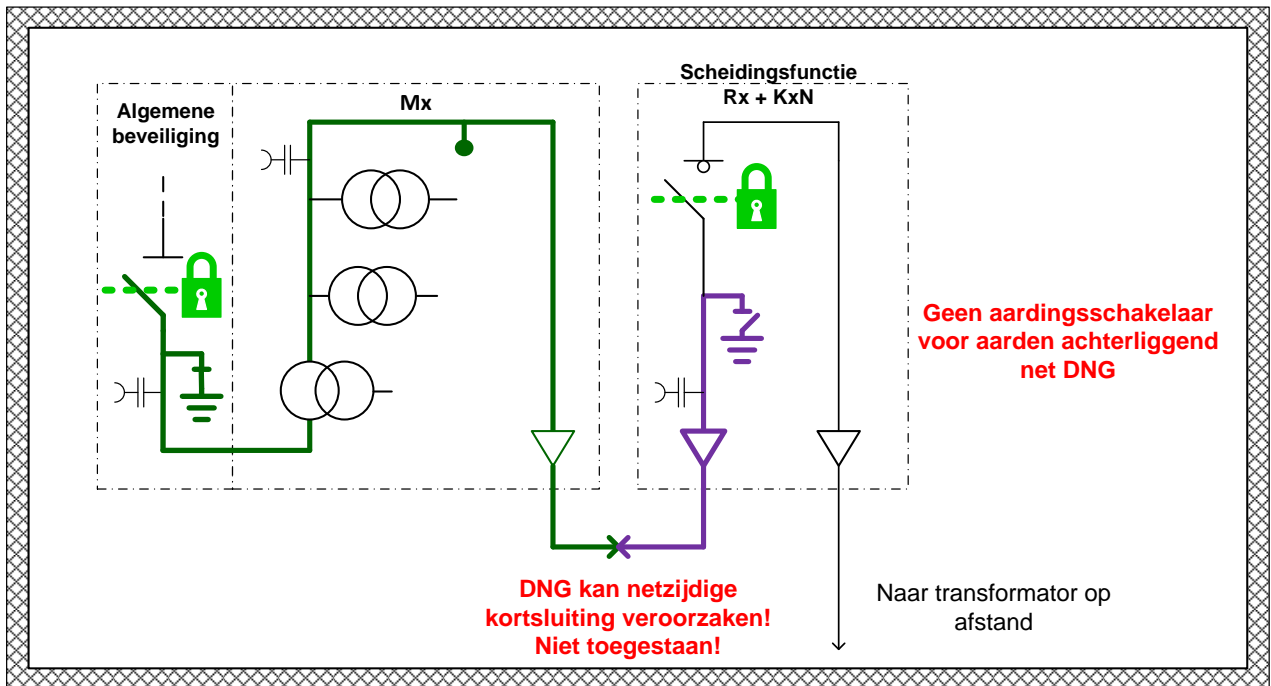 Algemene
beveiliging
Mx
Scheidingsfunctie
Rx + KxN
Geen aardingsschakelaar
voor aarden achterliggend
net DNG
DNG kan netzijdige
kortsluiting veroorzaken!
Niet toegestaan!
Naar transformator op
afstand